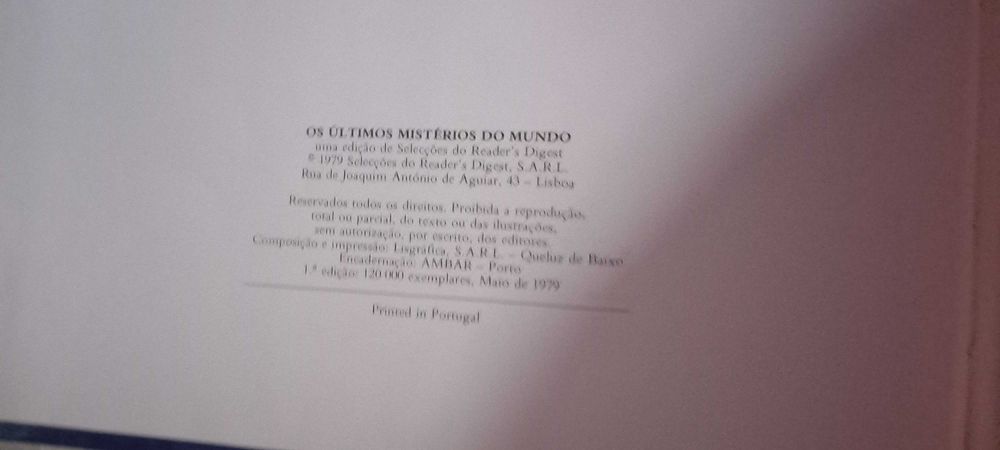 OS ÚLTIMOS MISTÉRIOS DO MUNDO
uma edição de Selecções do Reader's Digest
© 1979 Selecções do Reader's Digest, S.A.R.L.
Rua de Joaquim António de Aguiar, 43 – Lisboa
Reservados todos os direitos. Proibida a reprodução,
total ou parcial, do texto ou das ilustrações,
sem autorização, por escrito, dos editores.
Composição e impressão: Lisgráfica, S.A.R.L. – Queluz de Baixo
Encadernação: AMBAR – Porto
1.ª edição: 120 000 exemplares, Maio de 1979
Printed in Portugal